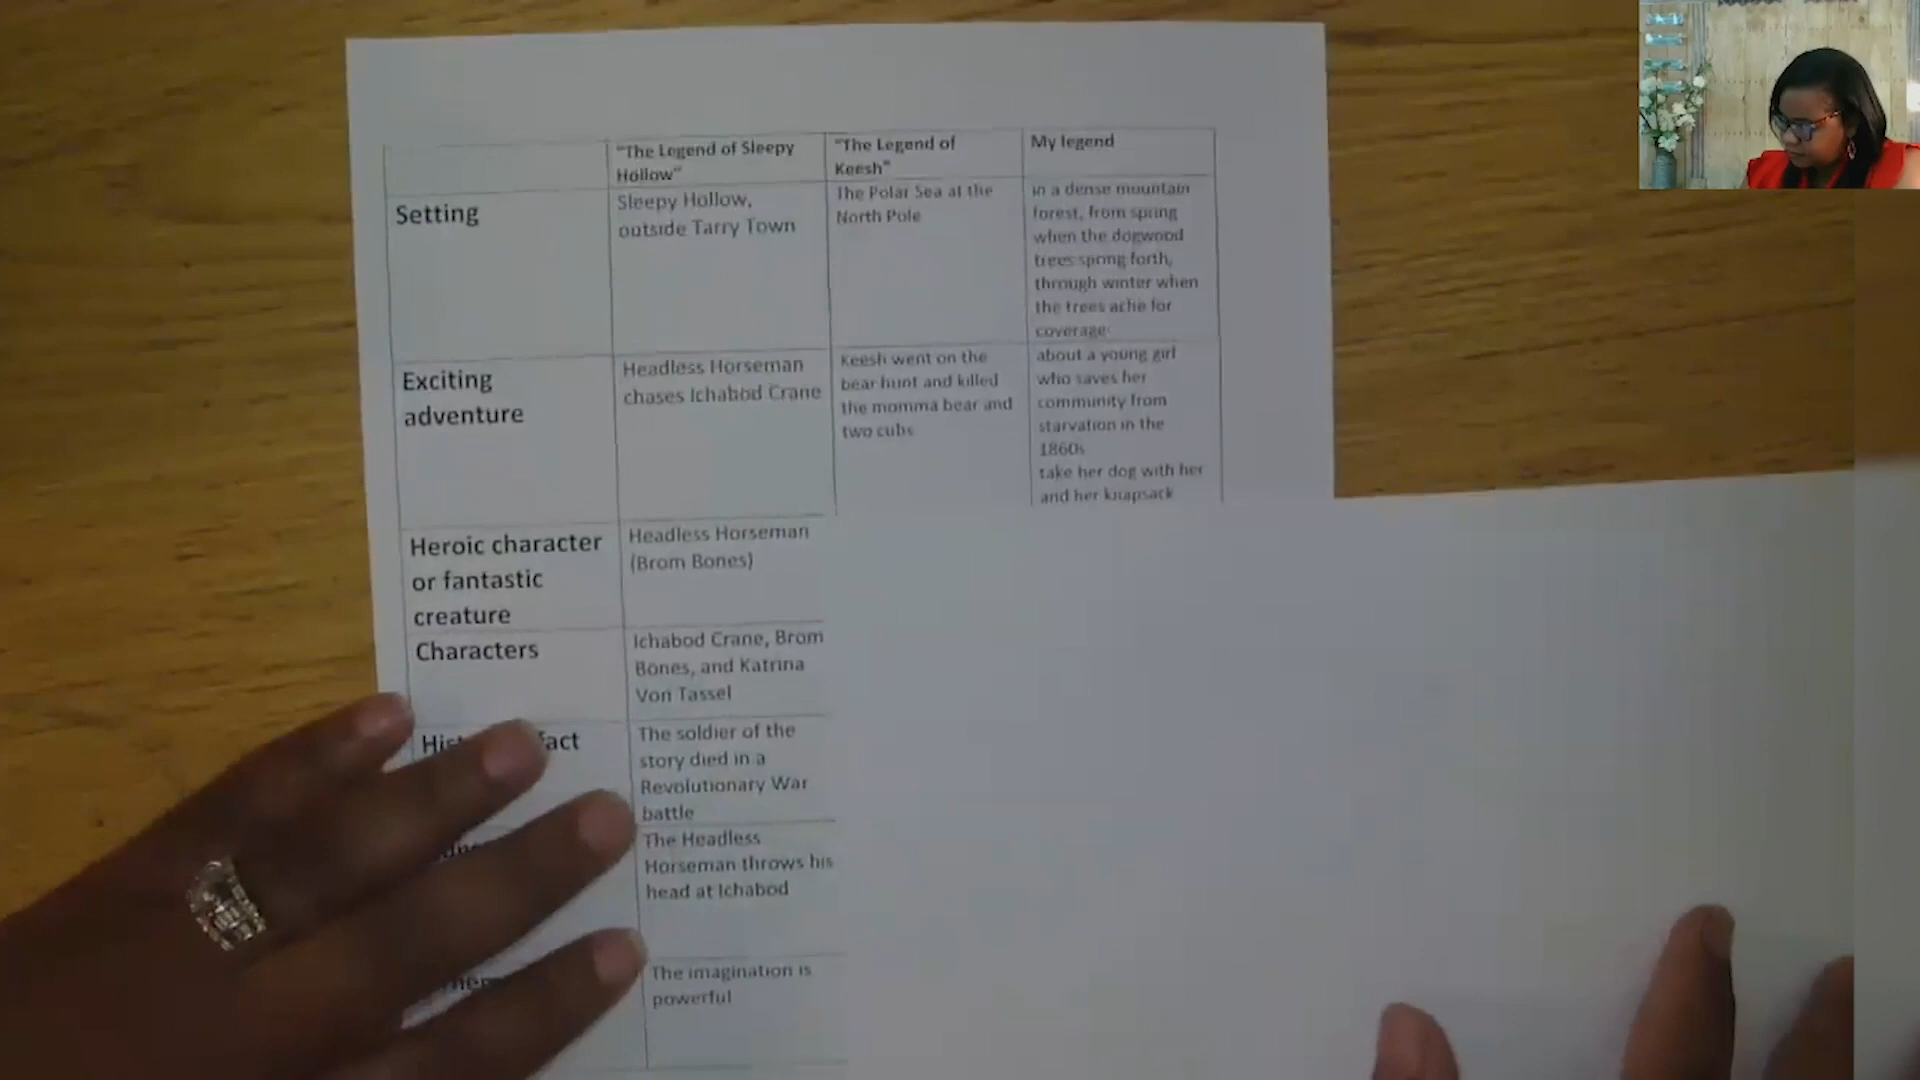 "The Legend of Sleepy
Hollow"
"The Legend of
Keesh"
My legend
Setting
Sleepy Hollow,
outside Tarry Town
The Polar Sea at the
North Pole
in a dense mountain
forest, from spring
when the dogwood
trees spring forth,
through winter when
the trees ache for
coverage
Exciting
adventure
Headless Horseman
chases Ichabod Crane
Keesh went on the
bear hunt and killed
the momma bear and
two cubs
about a young girl
who saves her
community from
starvation in the
1860s
take her dog with her
and her knapsack
Heroic character
or fantastic
creature
Headless Horseman
(Brom Bones)
Characters
Ichabod Crane, Brom
Bones, and Katrina
Von Tassel
The soldier of the
story died in a
Revolutionary War
battle
The Headless
Horseman throws his
head at Ichabod
The imagination is
powerful